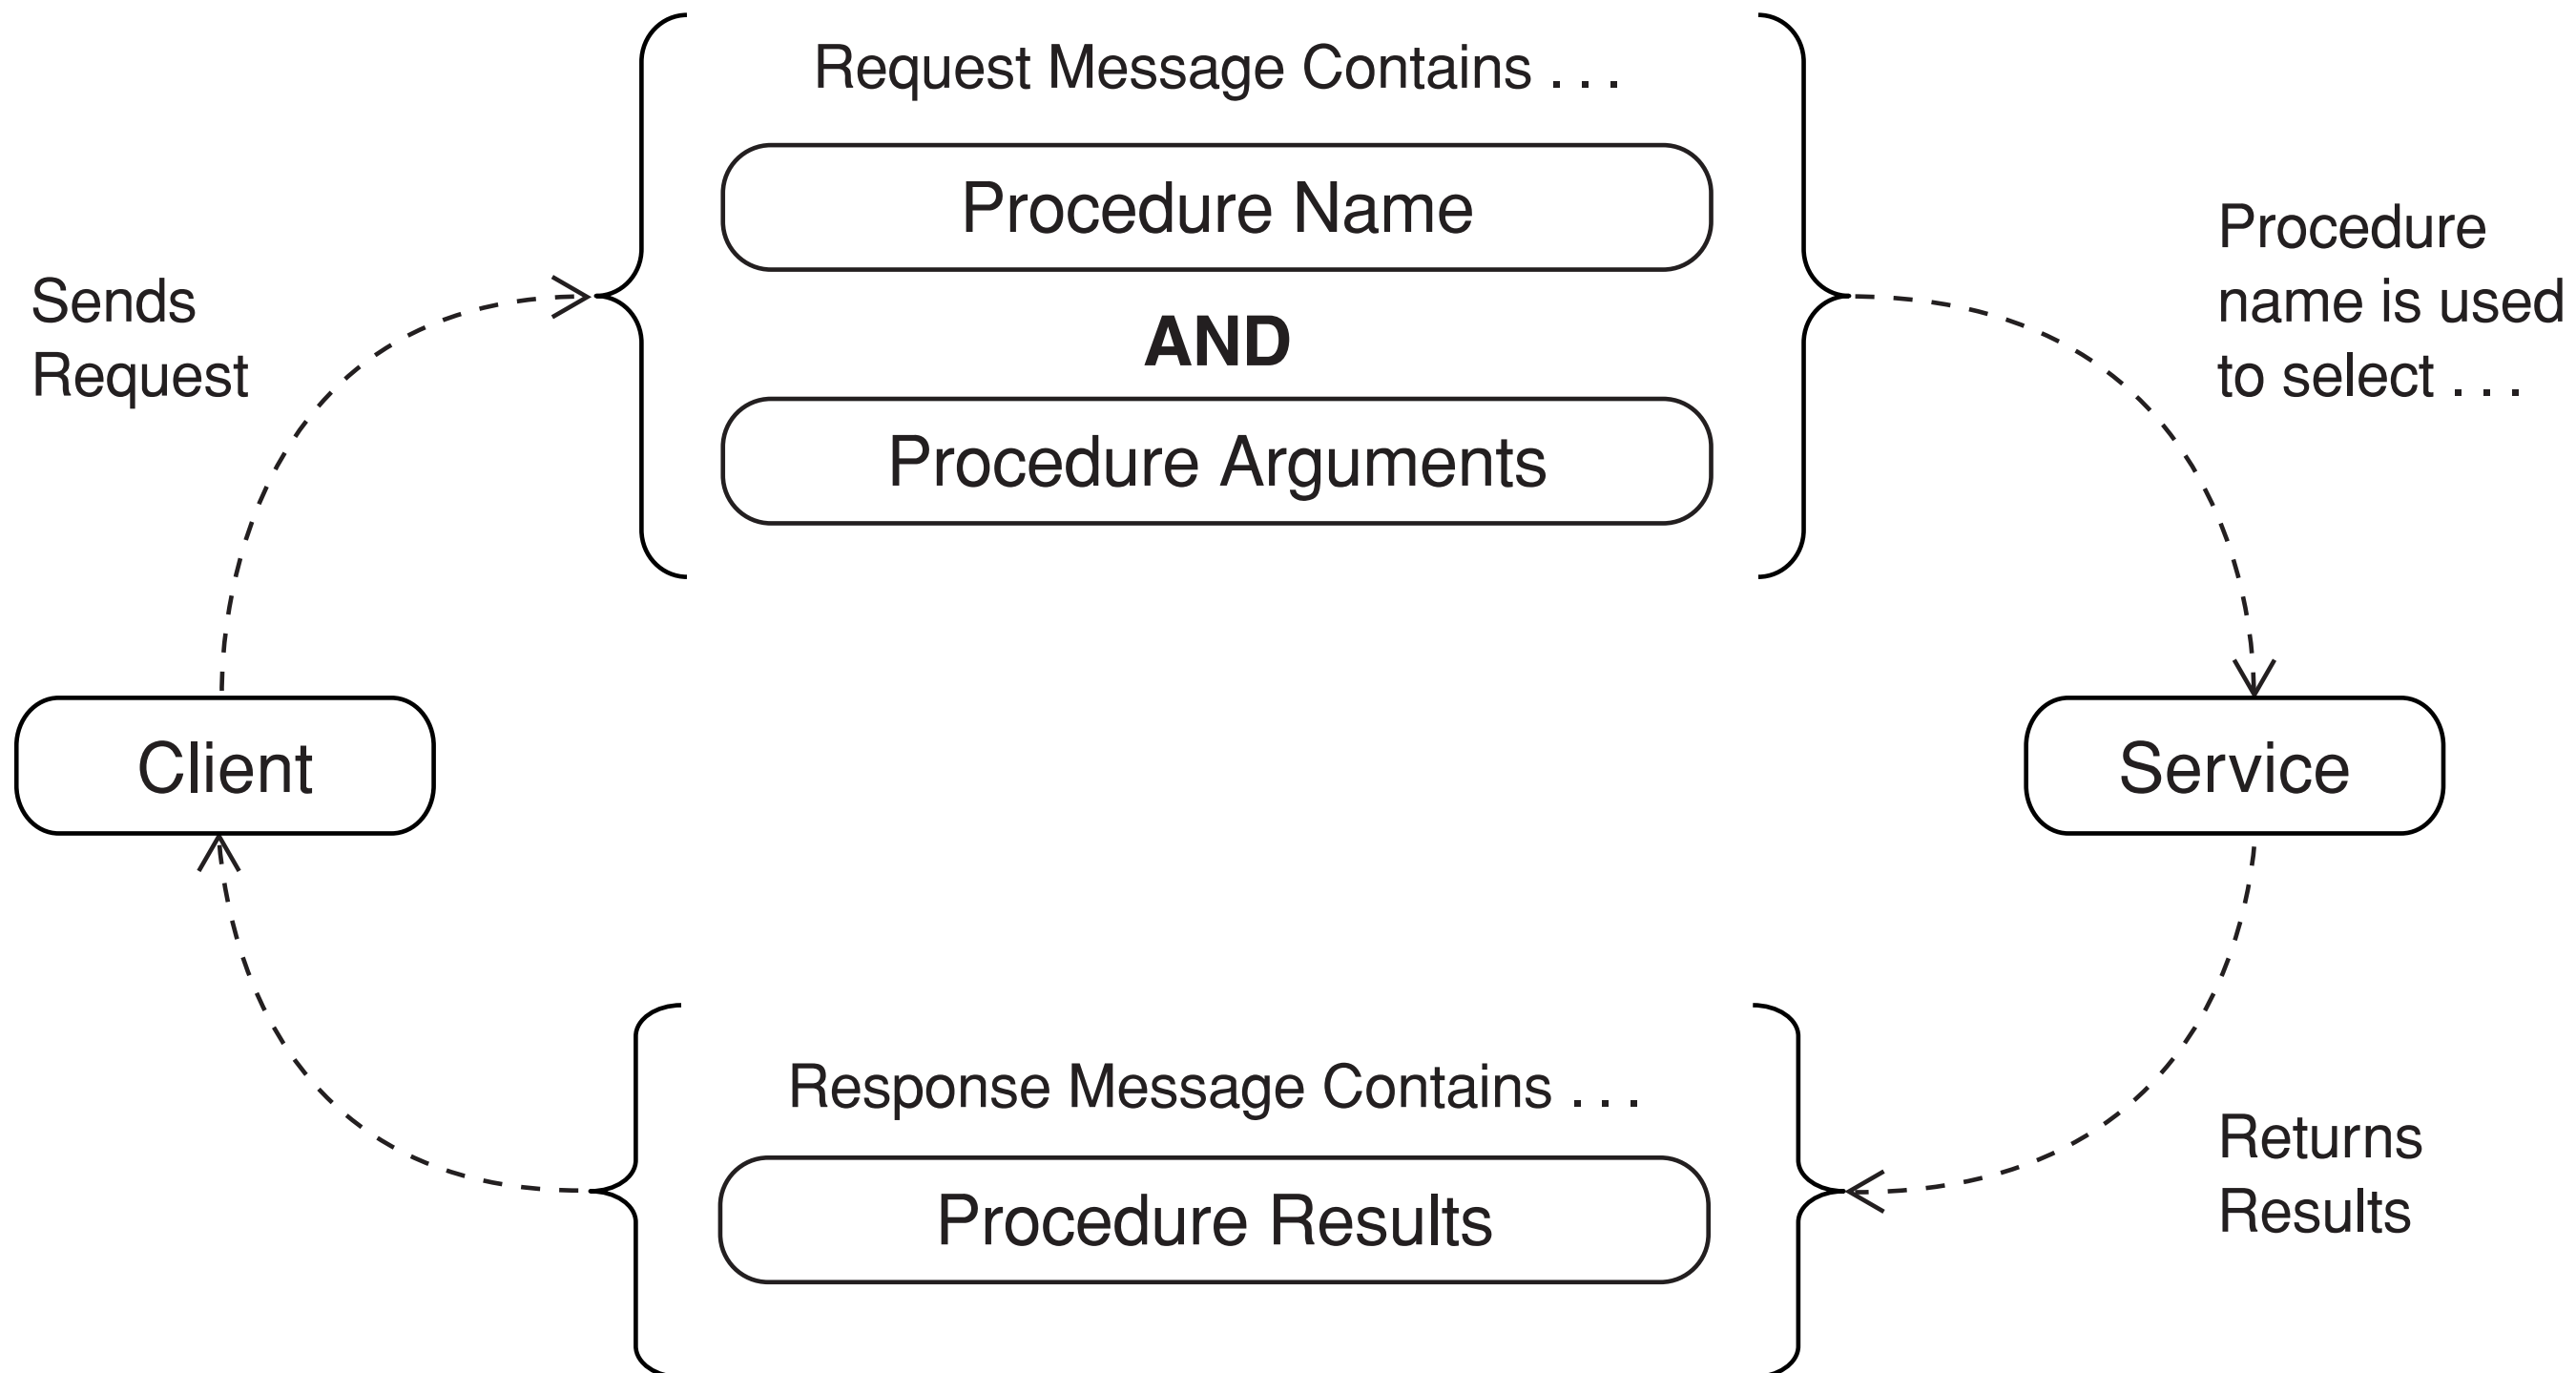 Request Message Contains . . .
Procedure Name
AND
Procedure Arguments
Sends
Request
Procedure
name is used
to select . . .
Client
Service
Response Message Contains . . .
Procedure Results
Returns
Results